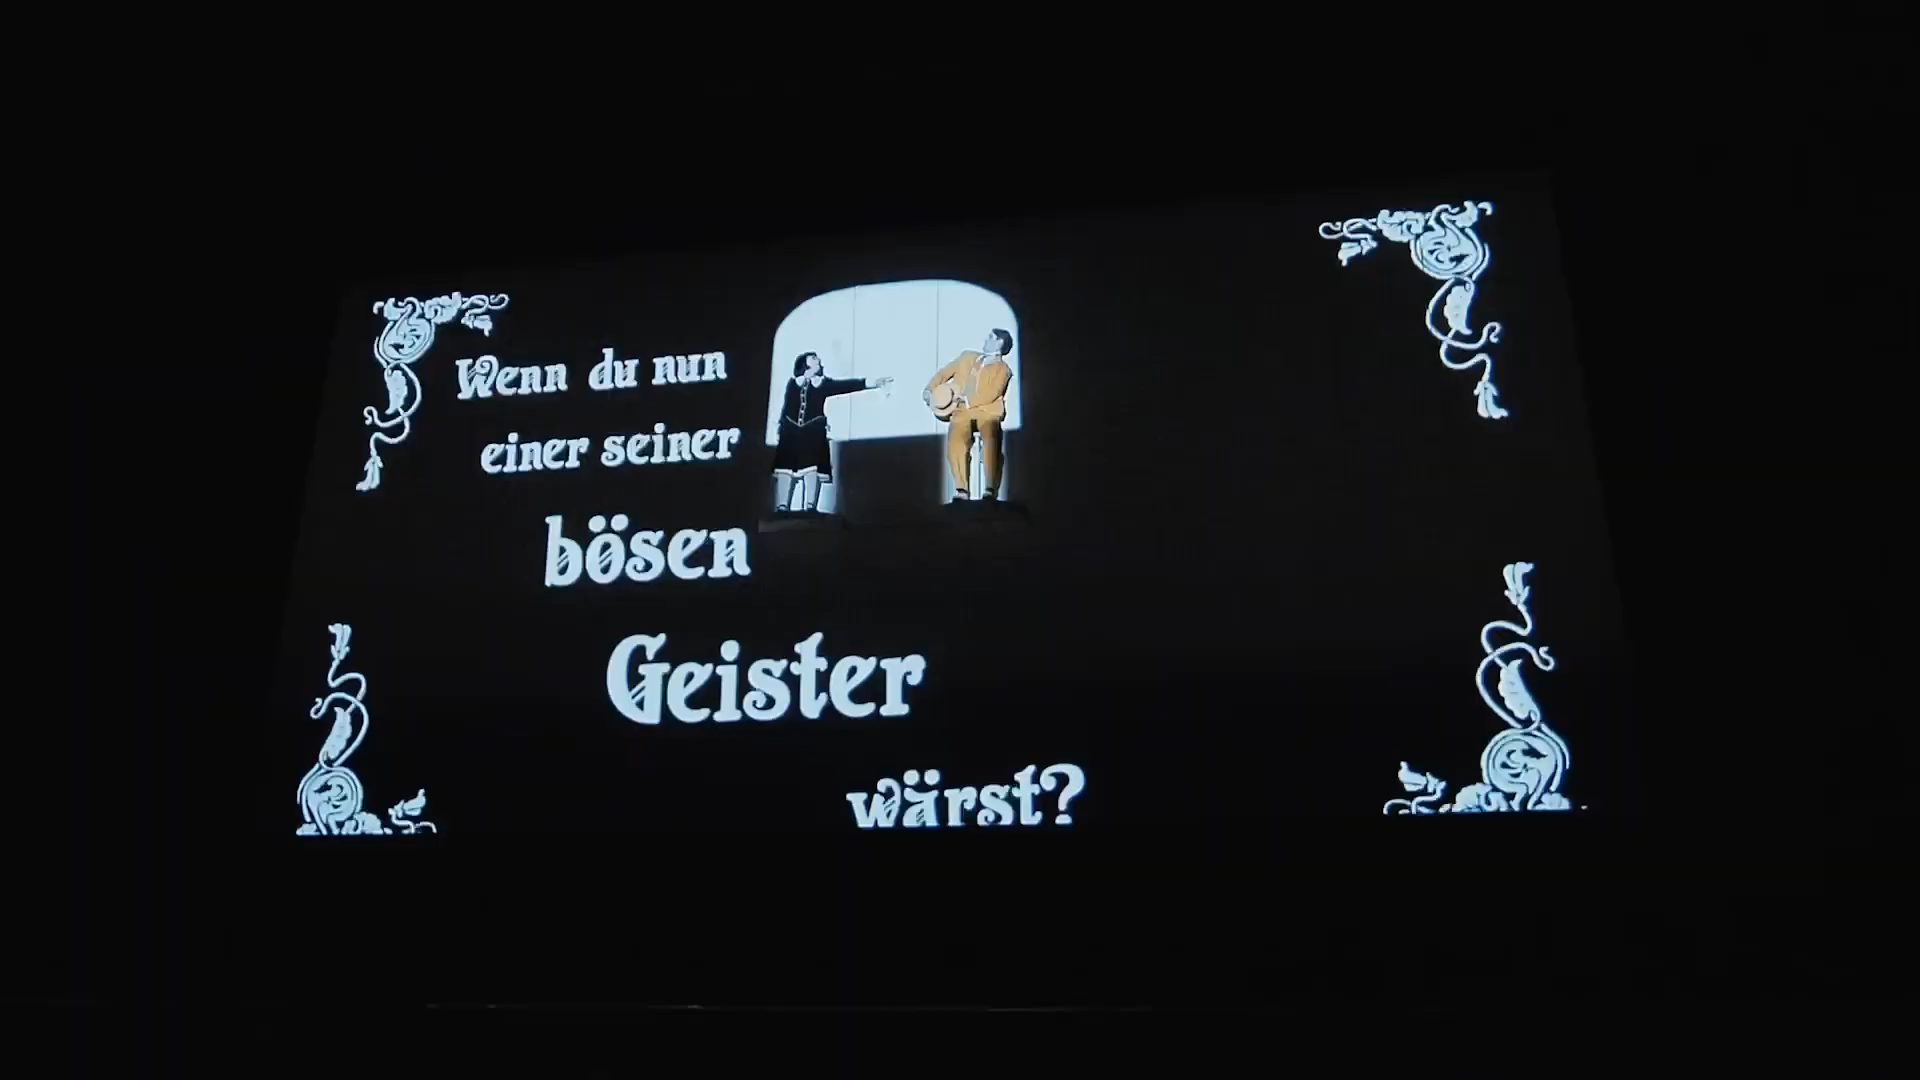 Wenn du nun
einer seiner
bösen
Geister
wärst?